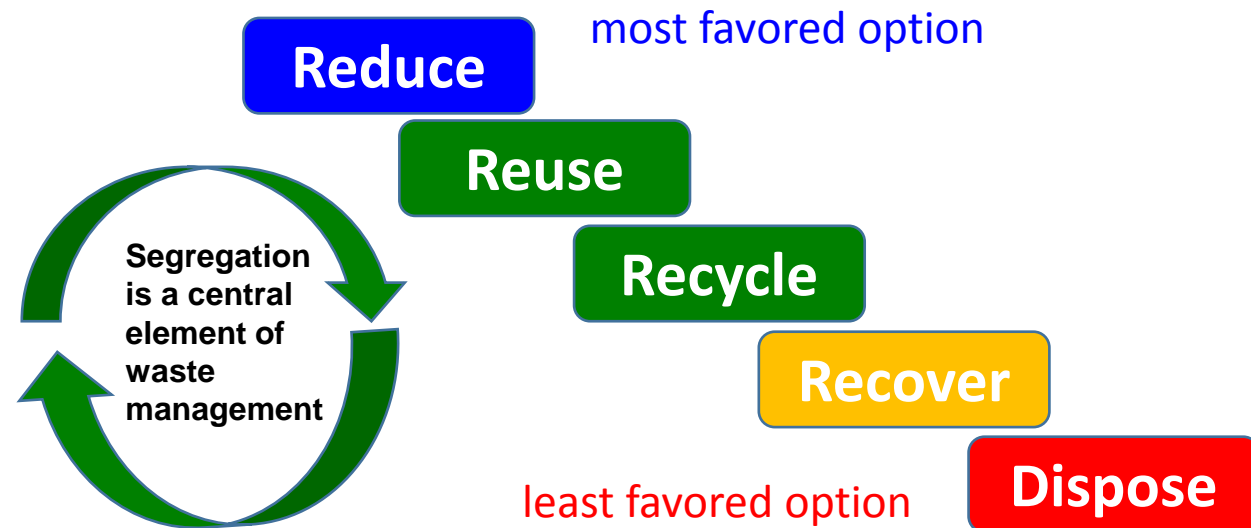 most favored option
Reduce
Reuse
Segregation
is a central
element of
waste
management
Recycle
Recover
Dispose
least favored option